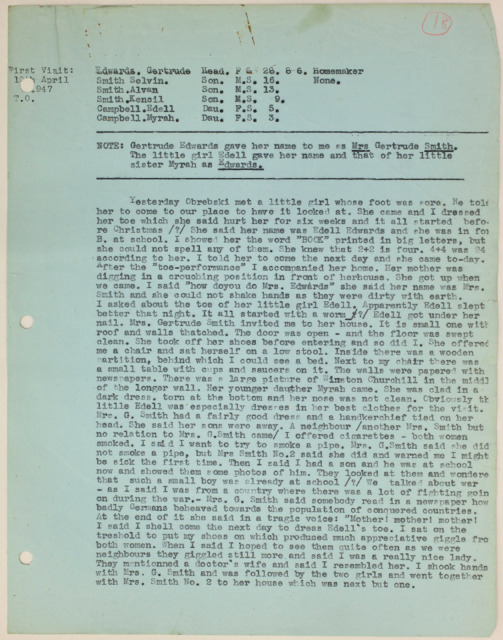 18
First Visit: Edwards. Gertrude Head. F 28. 6. Homemaker
April Smith Selvin. Son. M.S. 16. None.
1947 Smith.Alvan Son. M.S. 13.
T.O. Smith.Kencil Son. M.S. 9.
Campbell.Edell Dau. F.S. 5.
Campbell.Myrah. Dau. F.S. 3.
NOTE: Gertrude Edwards gave her name to me as Mrs Gertrude Smith.
The little girl Edell gave her name and that of her little
sister Myrah as Edwards.
Yesterday Obrebski met a little girl whose foot was sore. He told
her to come to our place to have it looked at. She came and I dressed
her toe which she said hurt her for six weeks and it all started befo-
re Christmas /?/ She said her name was Edell Edwards and she was in for
B. at school. I showed her the word "BOOK" printed in big letters, but
she could not spell any of them. She knew that 2+2 is four. 4+4 was 24
according to her. I told her to come the next day and she came to-day.
After the "toe-performance" I accompanied her home. Her mother was
digging in a crouching position in front of herhouse. She got up when
we came. I said "how doyou do Mrs. Edwards" she said her name was Mrs.
Smith and she could not shake hands as they were dirty with earth.
I asked about the toe of her little girl Edell. Apparently Edell slept
better that night. It all started with a worm /?/ Edell got under her
nail. Mrs. Gertrude Smith invited me to her house. It is small one with
roof and walls thatched. The door was open - and the floor was swept
clean. She took off her shoes before entering and so did I. She offered
me a chair and sat herself on a low stool. Inside there was a wooden
partition, behind which I could see a bed. Next to my chair there was
a small table with cups and saucers on it. The walls were papered with
newspapers. There was a large picture of Winston Churchill in the middl
of the longer wall. Her younger dauther Myrah came. She was clad in a
dark dress, torn at the bottom and her nose was not clean. Obviously th
litlle Edell was especially dresses in her best clothes for the visit.
Mrs. G. Smith had a fairly good dress and a handkerchief tied on her
head. She said her sons were away. A neighbour /another Mrs. Smith but
no relation to Mrs. G.Smith came/ I offered cigarettes - both women
smoked. I said I want to try to smoke a pipe. Mrs. G.Smith said she did
not smoke a pipe, but Mrs Smith No.2 said she did and warned me I might
be sick the first time. Then I said I had a son and he was at school
now and showed them some photos of him. They looked at them and wondere
that such a small boy was already at school /?/ We talked about war
- as I said I was from a country where there was a lot of fighting goin
on during the war.- Mrs. G. Smith said somebody read in a newspaper how
badly Germans beheaved towards the population of conquered countries.
At the end of it she said in a tragic voice: "Mother! mother! mother!
I said I shell come the next day to dress Edell's toe. I sat on the
treshold to put my shoes on which produced much appreciative giggle fro
both women. When I said I hoped to see them quite often as we were
neighbours they giggled still more and said I was a really nice lady.
They mentionned a doctor's wife and said I resembled her. I shook hands
with Mrs. G. Smith and was followed by the two girls and went together
with Mrs. Smith No. 2 to her house which was next but one.